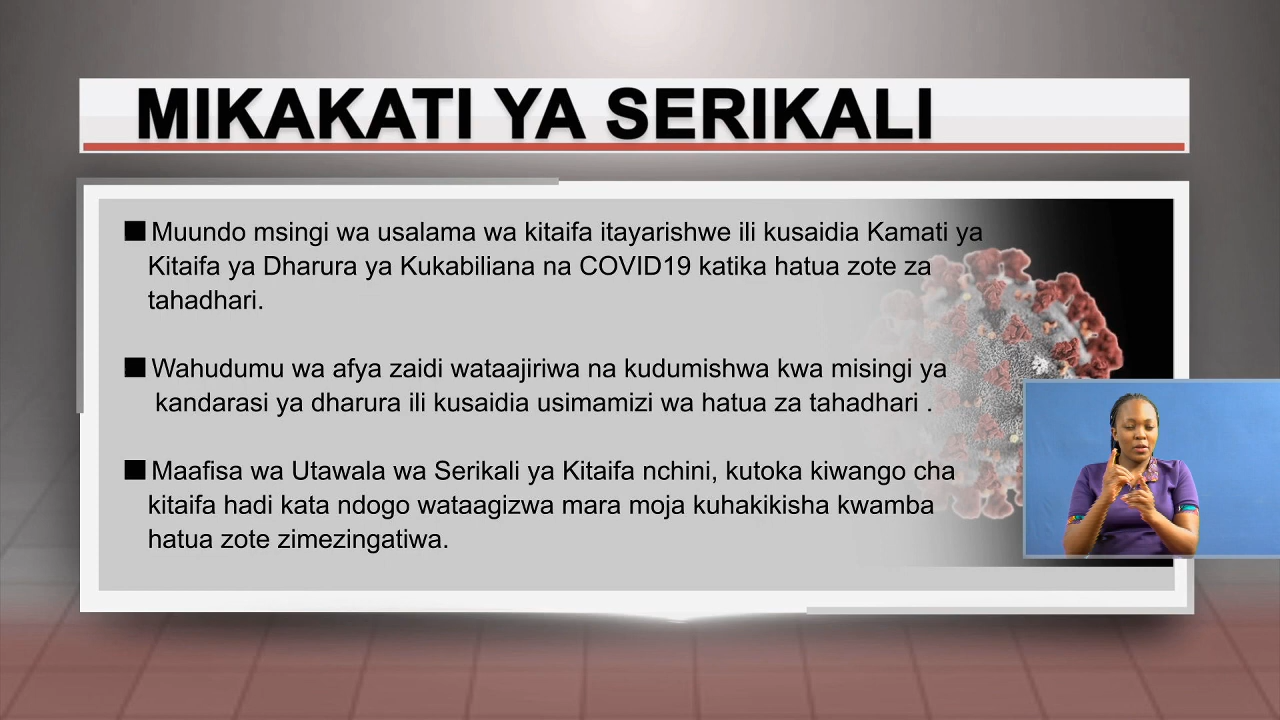 MIKAKATI YA SERIKALI
■ Muundo msingi wa usalama wa kitaifa itayarishwe ili kusaidia Kamati ya
Kitaifa ya Dharura ya Kukabiliana na COVID19 katika hatua zote za
tahadhari.
■ Wahudumu wa afya zaidi wataajiriwa na kudumishwa kwa misingi ya
kandarasi ya dharura ili kusaidia usimamizi wa hatua za tahadhari .
■ Maafisa wa Utawala wa Serikali ya Kitaifa nchini, kutoka kiwango cha
kitaifa hadi kata ndogo wataagizwa mara moja kuhakikisha kwamba
hatua zote zimezingatiwa.